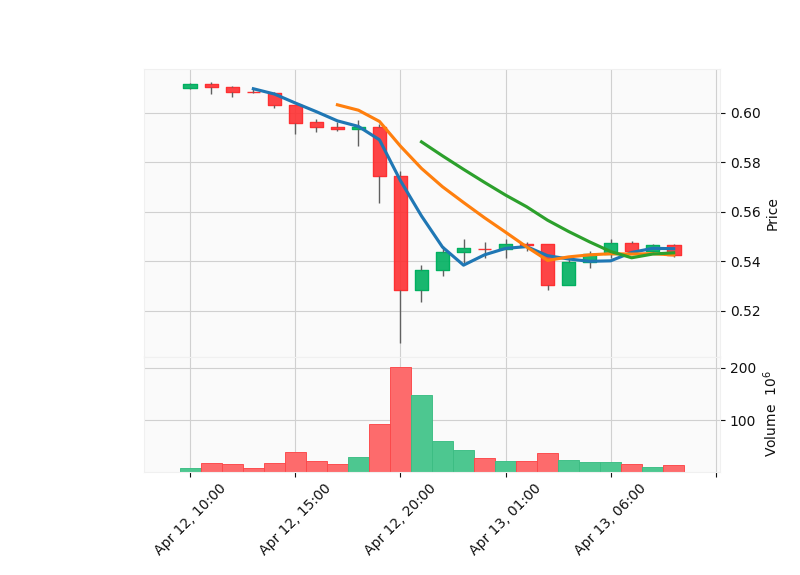 0.60
0.58
0.56
0.54
0.52
Price
200
100
Volume 10^6
Apr 12, 10:00
Apr 12, 15:00
Apr 12, 20:00
Apr 13, 01:00
Apr 13, 06:00